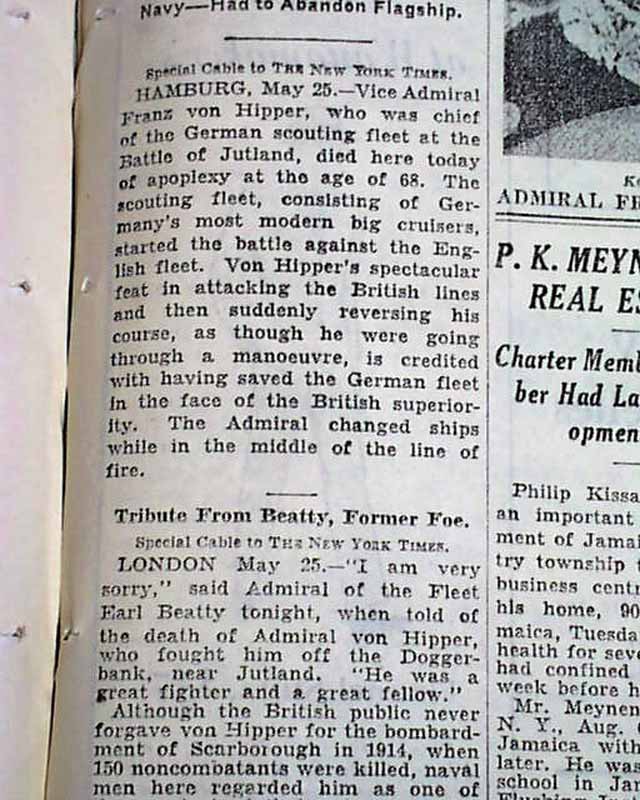 Navy—Had to Abandon Flagship.
Special Cable to THE NEW YORK TIMES.
HAMBURG, May 25.—Vice Admiral
Franz von Hipper, who was chief
of the German scouting fleet at the
Battle of Jutland, died here today
of apoplexy at the age of 68. The
scouting fleet, consisting of Ger-
many's most modern big cruisers,
started the battle against the Eng-
lish fleet. Von Hipper's spectacular
feat in attacking the British lines
and then suddenly reversing his
course, as though he were going
through a manoeuvre, is credited
with having saved the German fleet
in the face of the British superior-
ity. The Admiral changed ships
while in the middle of the line of
fire.
Tribute From Beatty, Former Foe.
Special Cable to THE NEW YORK TIMES.
LONDON May 25.—"I am very
sorry," said Admiral of the Fleet
Earl Beatty tonight, when told of
the death of Admiral von Hipper,
who fought him off the Dogger-
bank, near Jutland. "He was a
great fighter and a great fellow."
Although the British public never
forgave von Hipper for the bombard-
ment of Scarborough in 1914, when
150 noncombatants were killed, naval
men here regarded him as one of
ADMIRAL FR
P. K. MEYN
REAL ES
Charter Memb
ber Had La
opmen
Philip Kissa
an important
ment of Jamai
try township
business cent
his home, 90
maica, Tuesda
health for seve
had confined
week before h
Mr. Meynen
N. Y., Aug.
Jamaica with
later. He was
school in Jam